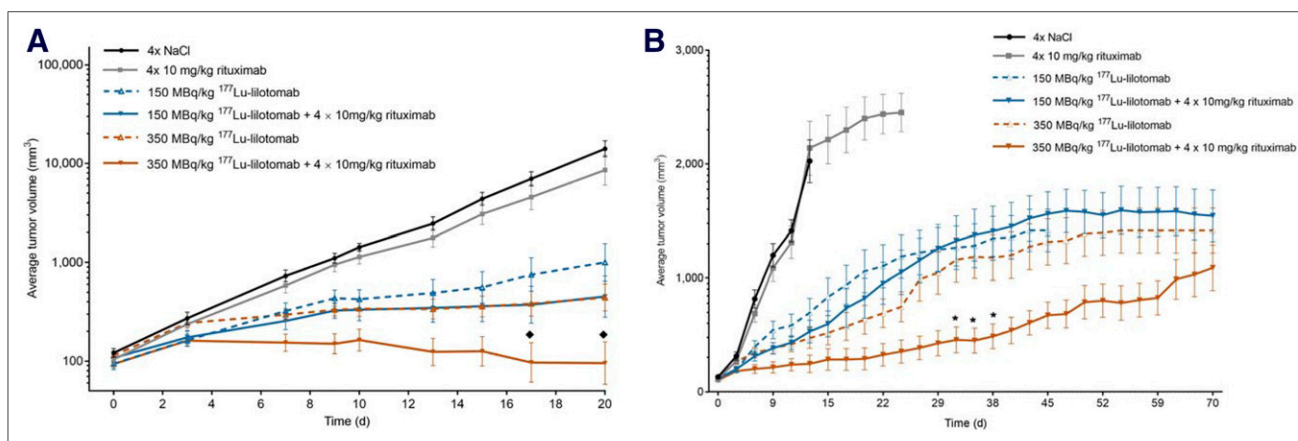 A
4x NaCl
4x 10 mg/kg rituximab
150 MBq/kg ¹⁷⁷Lu-lilotomab
150 MBq/kg ¹⁷⁷Lu-lilotomab + 4 × 10mg/kg rituximab
350 MBq/kg ¹⁷⁷Lu-lilotomab
350 MBq/kg ¹⁷⁷Lu-lilotomab + 4 × 10mg/kg rituximab
Average tumor volume (mm³)
100,000
10,000
1,000
100
0 2 4 6 8 10 12 14 16 18 20
Time (d)
B
4x NaCl
4x 10 mg/kg rituximab
150 MBq/kg ¹⁷⁷Lu-lilotomab
150 MBq/kg ¹⁷⁷Lu-lilotomab + 4 x 10mg/kg rituximab
350 MBq/kg ¹⁷⁷Lu-lilotomab
350 MBq/kg ¹⁷⁷Lu-lilotomab + 4 x 10 mg/kg rituximab
Average tumor volume (mm³)
3,000
2,000
1,000
0
0 9 15 22 29 38 45 52 59 70
Time (d)